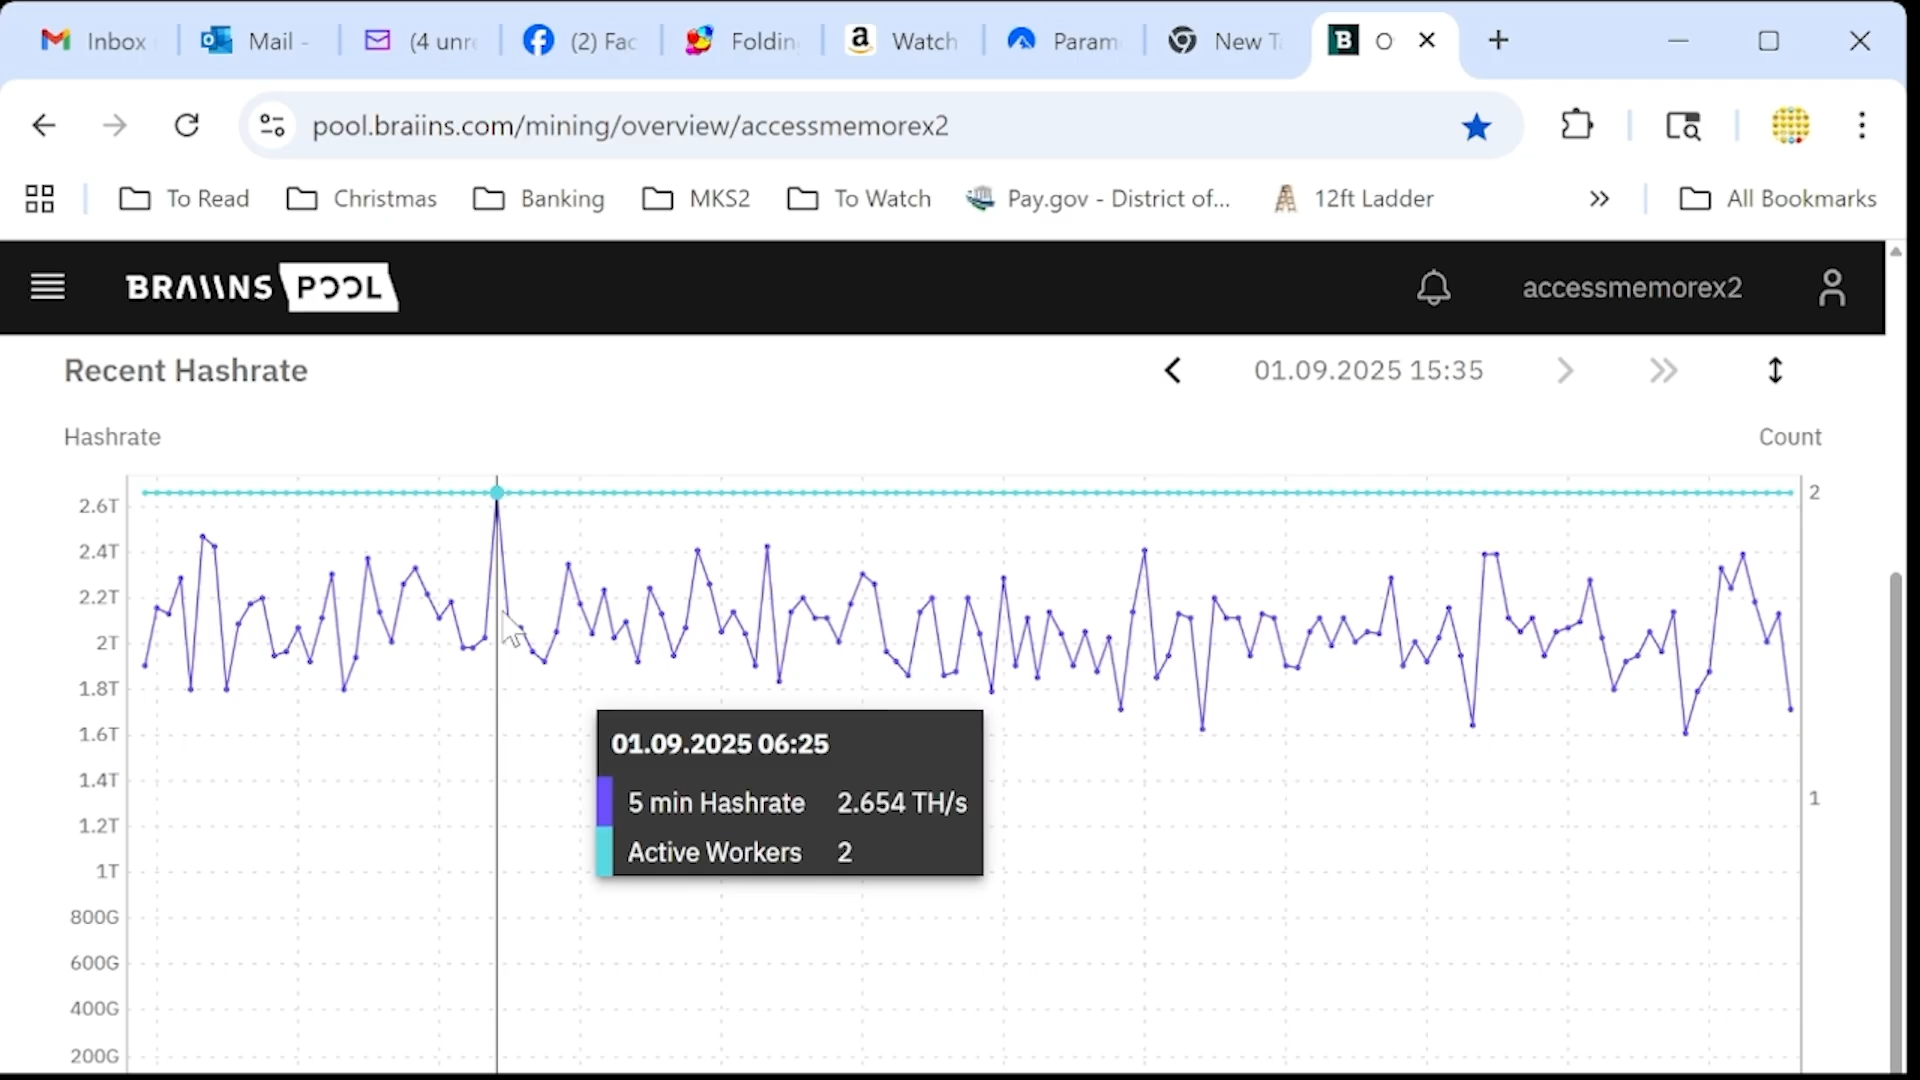 Inbox
Mail -
(4 unre
(2) Fac
Folding
Watch
Param
New Ta
O
pool.braiins.com/mining/overview/accessmemorex2
To Read
Christmas
Banking
MKS2
To Watch
Pay.gov - District of...
12ft Ladder
All Bookmarks
BRAIINS POOL
accessmemorex2
Recent Hashrate
01.09.2025 15:35
Hashrate
Count
2.6T
2.4T
2.2T
2T
1.8T
1.6T
1.4T
1.2T
1T
800G
600G
400G
200G
2
1
01.09.2025 06:25
5 min Hashrate 2.654 TH/s
Active Workers 2